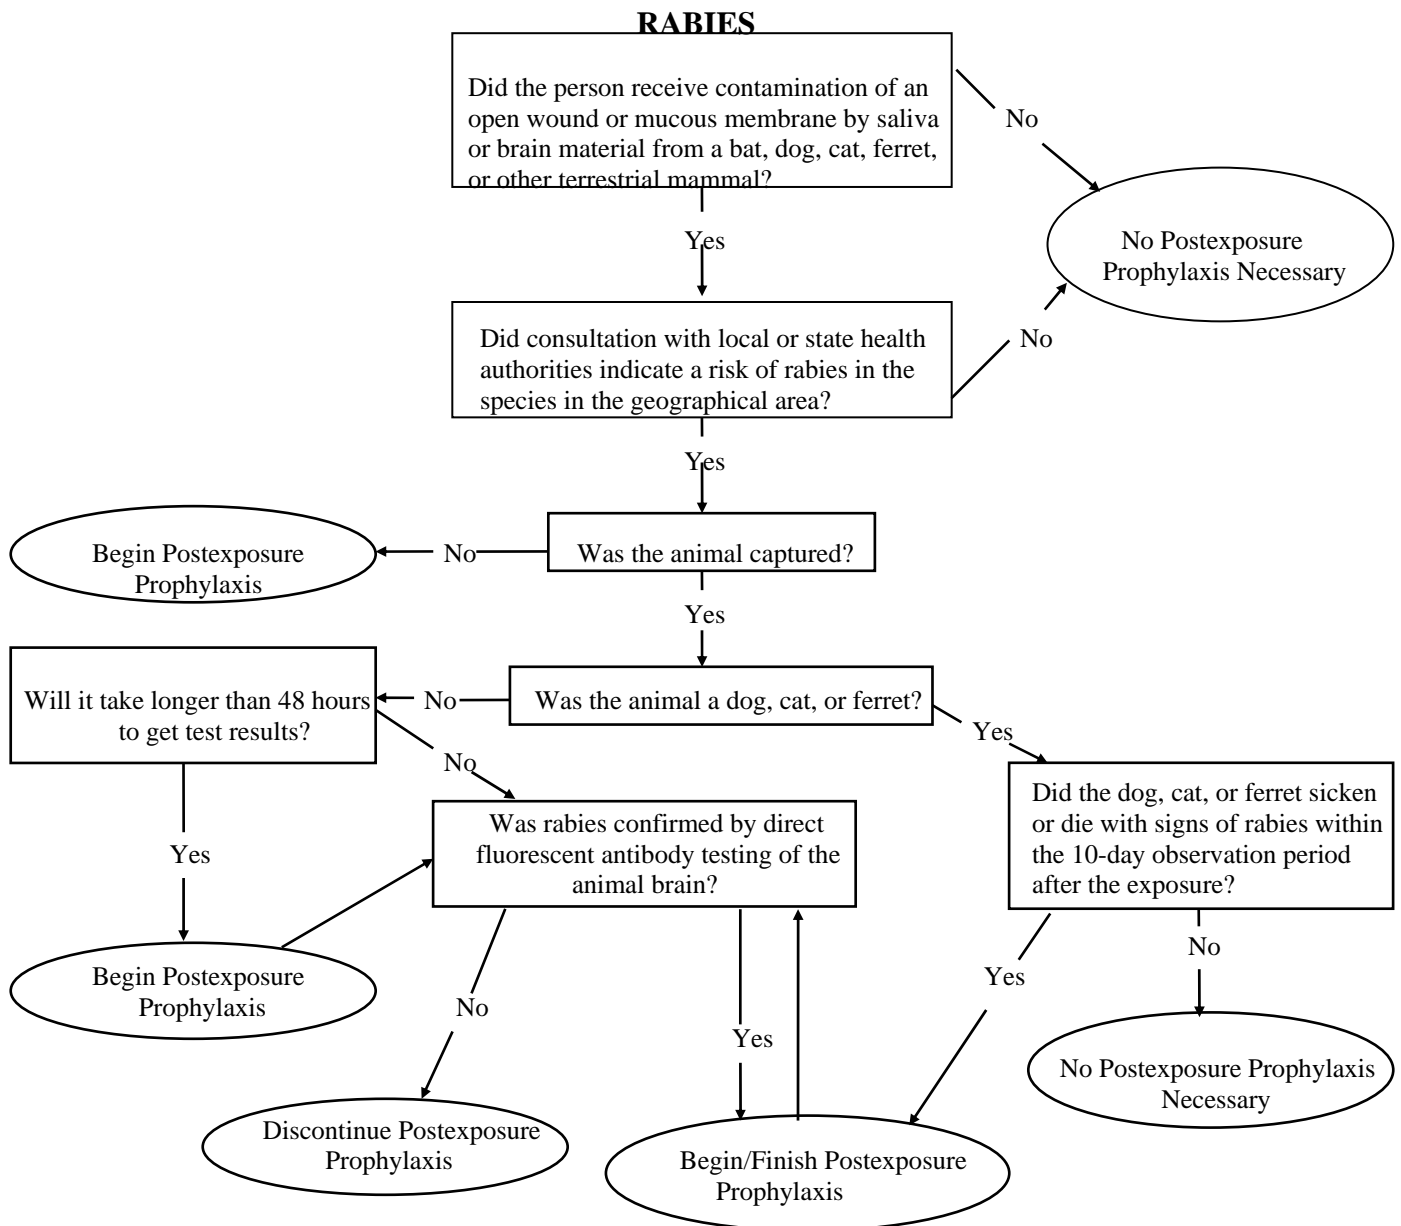 RABIES
Did the person receive contamination of an
open wound or mucous membrane by saliva
or brain material from a bat, dog, cat, ferret,
or other terrestrial mammal?
No
Yes
No Postexposure
Prophylaxis Necessary
Did consultation with local or state health
authorities indicate a risk of rabies in the
species in the geographical area?
No
Yes
Begin Postexposure
Prophylaxis
No
Was the animal captured?
Yes
Will it take longer than 48 hours
to get test results?
No
Was the animal a dog, cat, or ferret?
Yes
No
Yes
Was rabies confirmed by direct
fluorescent antibody testing of the
animal brain?
Did the dog, cat, or ferret sicken
or die with signs of rabies within
the 10-day observation period
after the exposure?
Begin Postexposure
Prophylaxis
No
Yes
Yes
No
No Postexposure Prophylaxis
Necessary
Discontinue Postexposure
Prophylaxis
Begin/Finish Postexposure
Prophylaxis